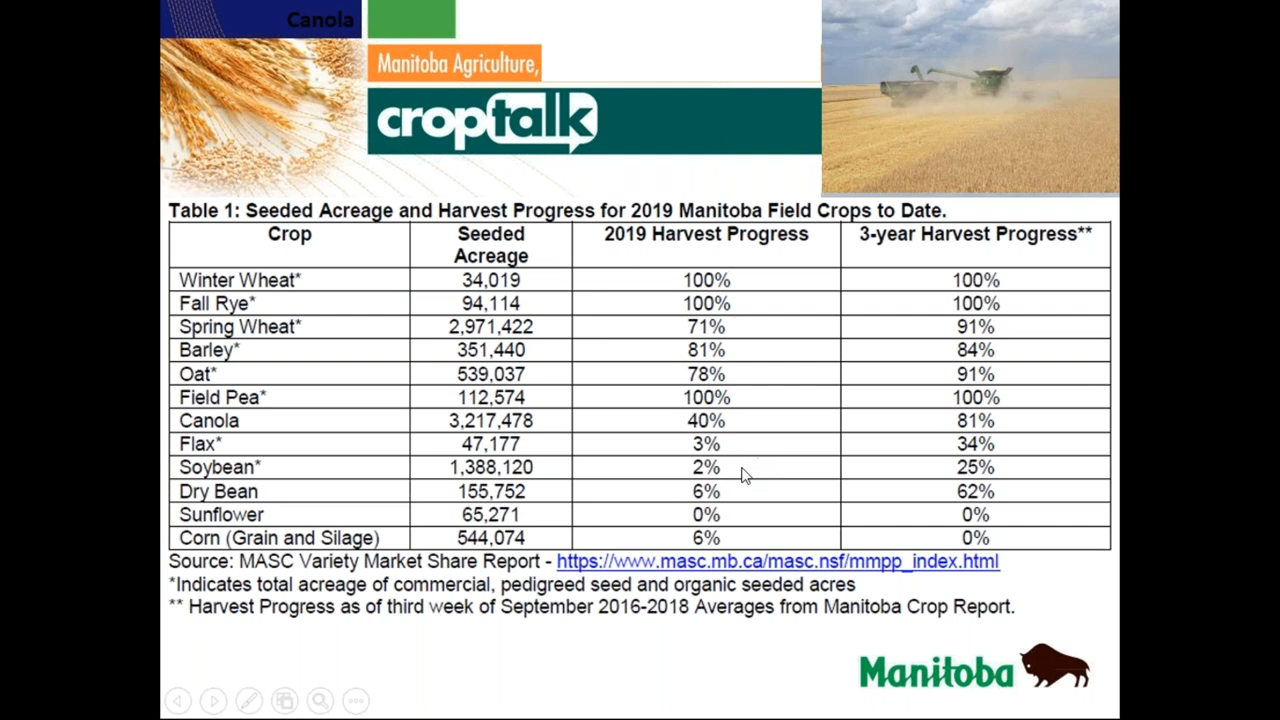 Canola
Manitoba Agriculture,
croptalk
Table 1: Seeded Acreage and Harvest Progress for 2019 Manitoba Field Crops to Date.
Crop Seeded Acreage 2019 Harvest Progress 3-year Harvest Progress**
Winter Wheat* 34,019 100% 100%
Fall Rye* 94,114 100% 100%
Spring Wheat* 2,971,422 71% 91%
Barley* 351,440 81% 84%
Oat* 539,037 78% 91%
Field Pea* 112,574 100% 100%
Canola 3,217,478 40% 81%
Flax* 47,177 3% 34%
Soybean* 1,388,120 2% 25%
Dry Bean 155,752 6% 62%
Sunflower 65,271 0% 0%
Corn (Grain and Silage) 544,074 6% 0%
Source: MASC Variety Market Share Report - https://www.masc.mb.ca/masc.nsf/mmpp_index.html
*Indicates total acreage of commercial, pedigreed seed and organic seeded acres
** Harvest Progress as of third week of September 2016-2018 Averages from Manitoba Crop Report.
Manitoba